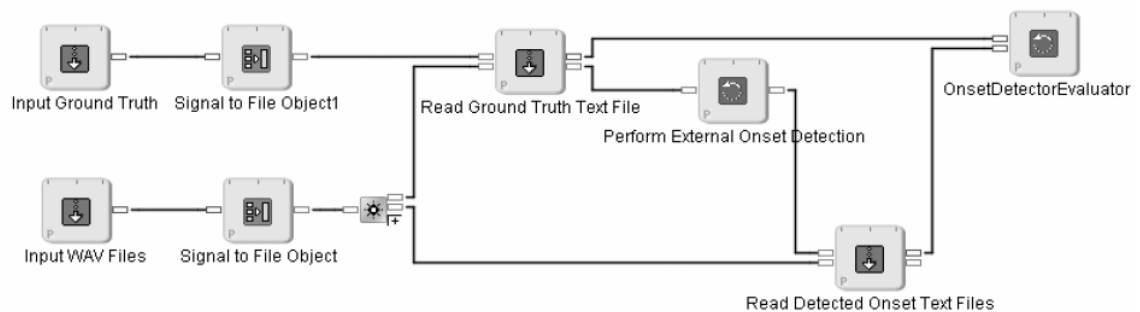 P
P
P
P
Input Ground Truth
Signal to File Object1
Read Ground Truth Text File
OnsetDetectorEvaluator
P
Perform External Onset Detection
P
P
+
Input WAV Files
Signal to File Object
P
Read Detected Onset Text Files